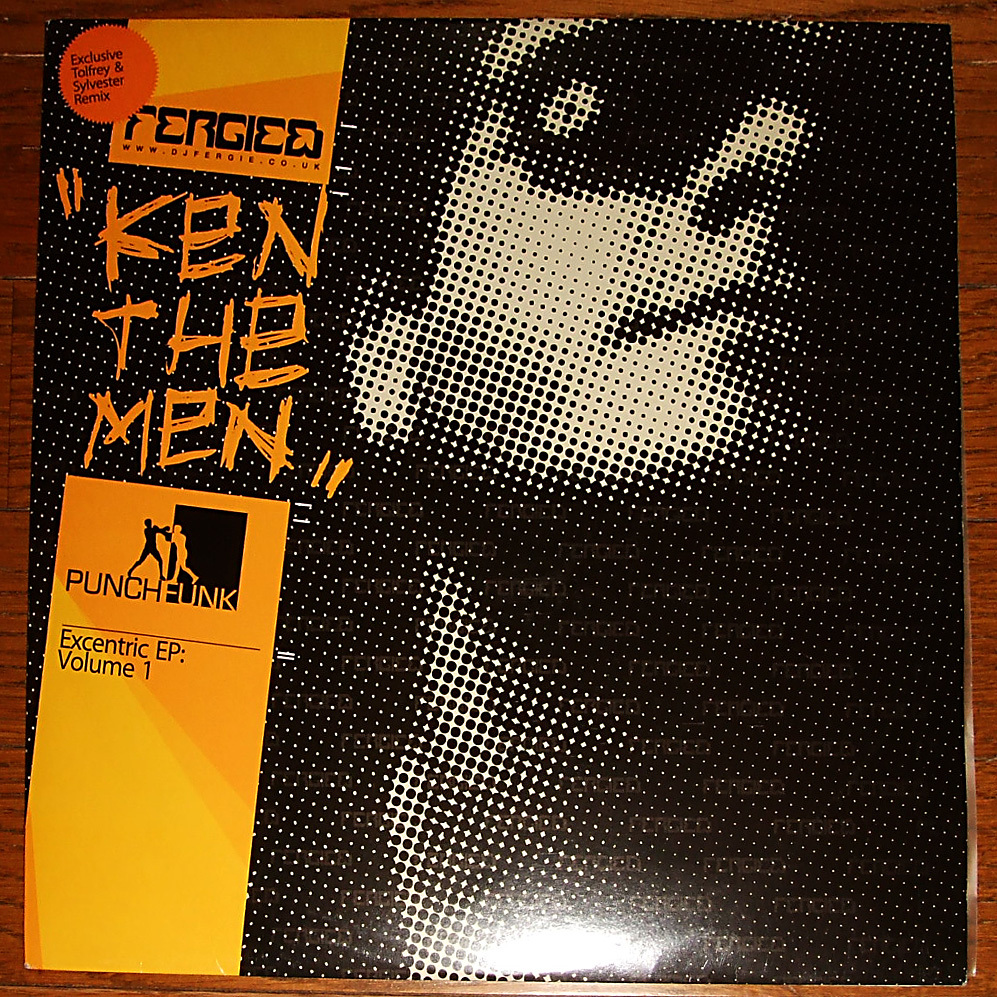 Exclusive
Tolfrey &
Sylvester
Remix
FERGIE
WWW.DJFERGIE.CO.UK
"KEN
THE
MEN"
PUNCHFUNK
Excentric EP:
Volume 1